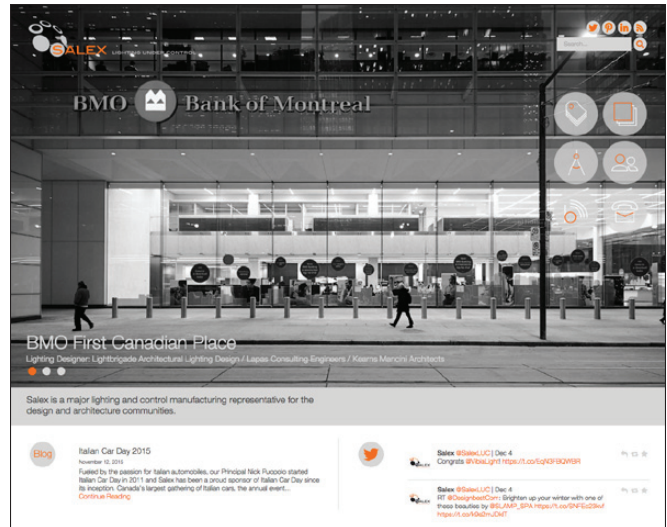 SALEX LIGHTING UNDER CONTROL
Search...
BMO Bank of Montreal
BMO First Canadian Place
Lighting Designer: Lightbrigade Architectural Lighting Design / Lapas Consulting Engineers / Kearns Mancini Architects
Salex is a major lighting and control manufacturing representative for the
design and architecture communities.
Blog
Italian Car Day 2015
November 12, 2015
Fueled by the passion for Italian automobiles, our Principal Nick Puopolo started
Italian Car Day in 2011 and Salex has been a proud sponsor of Italian Car Day since
its inception. Canada's largest gathering of Italian cars, the annual event...
Continue Reading
Salex @SalexLUC | Dec 4
Congrats @VibiaLight
SALEX
Salex @SalexLUC | Dec 4
RT @DesignbestCom: Brighten up your winter with one of
these beauties by @SLAMP_SPA
SALEX